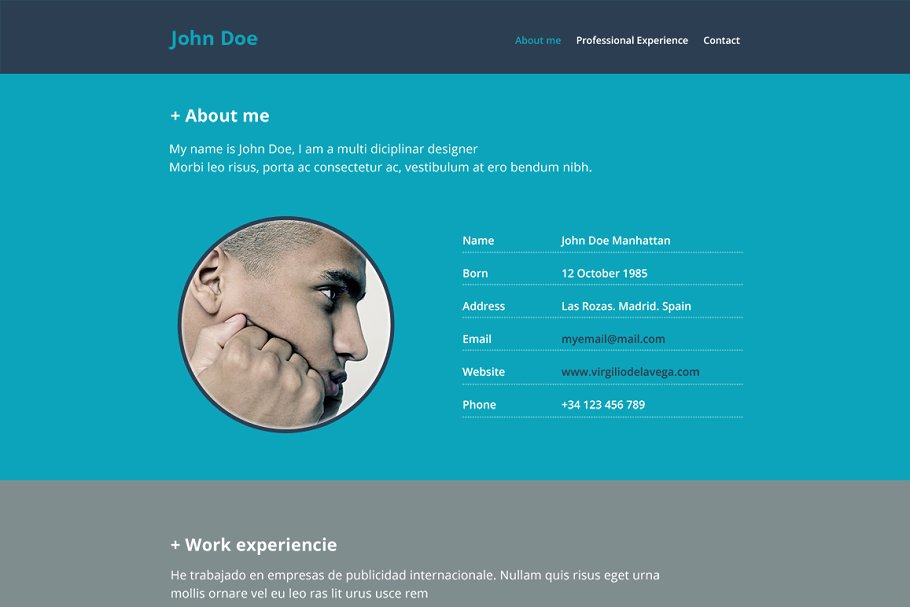 John Doe
About me Professional Experience Contact
+ About me
My name is John Doe, I am a multi diciplinar designer
Morbi leo risus, porta ac consectetur ac, vestibulum at ero bendum nibh.
Name John Doe Manhattan
Born 12 October 1985
Address Las Rozas. Madrid. Spain
Email myemail@mail.com
Website www.virgiliodelavega.com
Phone +34 123 456 789
+ Work experiencie
He trabajado en empresas de publicidad internacionale. Nullam quis risus eget urna
mollis ornare vel eu leo ras lit urus usce rem